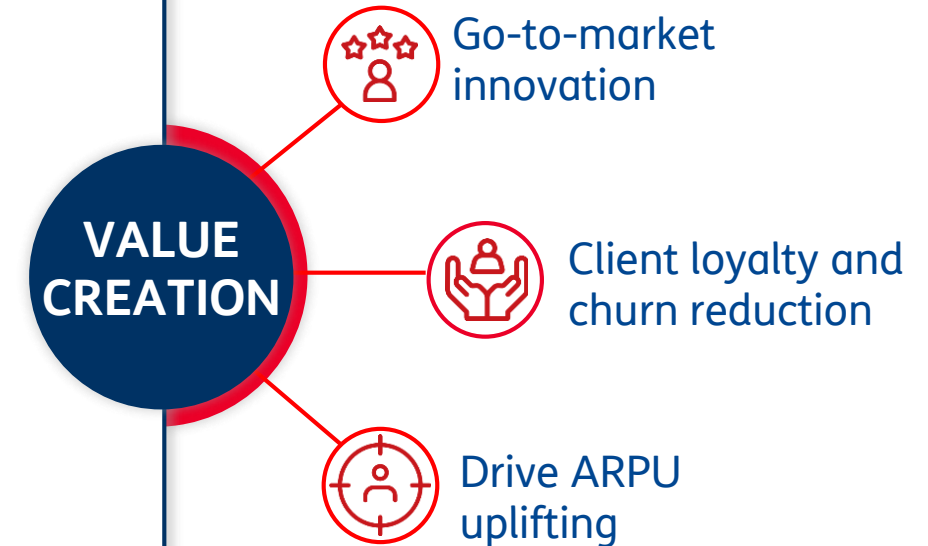 Go-to-market
innovation
VALUE
CREATION
Client loyalty and
churn reduction
Drive ARPU
uplifting